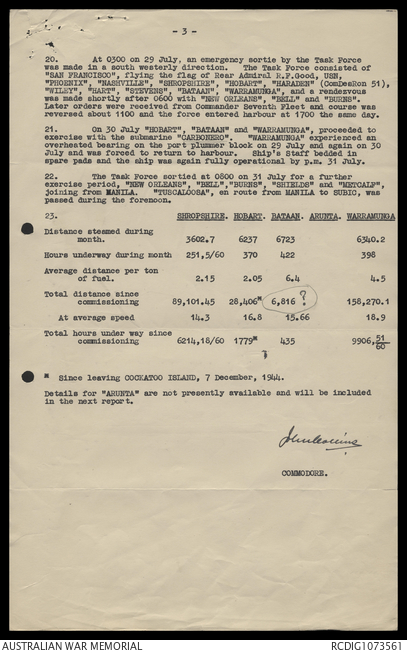 - 3 -
20. At 0300 on 29 July, an emergency sortie by the Task Force
was made in a south westerly direction. The Task Force consisted of
"SAN FRANCISCO", flying the flag of Rear Admiral R.F.Good, USN,
"PHOENIX", "NASHVILLE", "SHROPSHIRE", "HOBART", "HARADEN" (ComDesRon 51),
"WILEY", "HART", "STEVENS", "BATAAN", "WARRAMUNGA", and a rendezvous
was made shortly after 0600 with "NEW ORLEANS", "BELL" and "BURNS".
Later orders were received from Commander Seventh Fleet and course was
reversed about 1100 and the force entered harbour at 1700 the same day.
21. On 30 July "HOBART", "BATAAN" and "WARRAMUNGA", proceeded to
exercise with the submarine "CARBONERO". "WARRAMUNGA" experienced an
overheated bearing on the port plummer block on 29 July and again on 30
July and was forced to return to harbour. Ship's Staff bedded in
spare pads and the ship was again fully operational by p.m. 31 July.
22. The Task Force sortied at 0800 on 31 July for a further
exercise period, "NEW ORLEANS", "BELL","BURNS", "SHIELDS" and "METCALF",
joining from MANILA. "TUSCALOOSA", en route from MANILA to SUBIC, was
passed during the forenoon.
23. SHROPSHIRE. HOBART. BATAAN. ARUNTA. WARRAMUNGA
Distance steamed during
month. 3602.7 6237 6723 6340.2
Hours underway during month 251,5/60 370 422 398
Average distance per ton
of fuel. 2.15 2.05 6.4 4.5
Total distance since
commissioning 89,101.45 28,406* 6,816 ? 158,270.1
At average speed 14.3 16.8 15.66 18.9
Total hours under way since
commissioning 6214,18/60 1779* 435 9906,51/60
* Since leaving COCKATOO ISLAND, 7 December, 1944.
Details for "ARUNTA" are not presently available and will be included
in the next report.
COMMODORE.
AUSTRALIAN WAR MEMORIAL RCDIG1073561